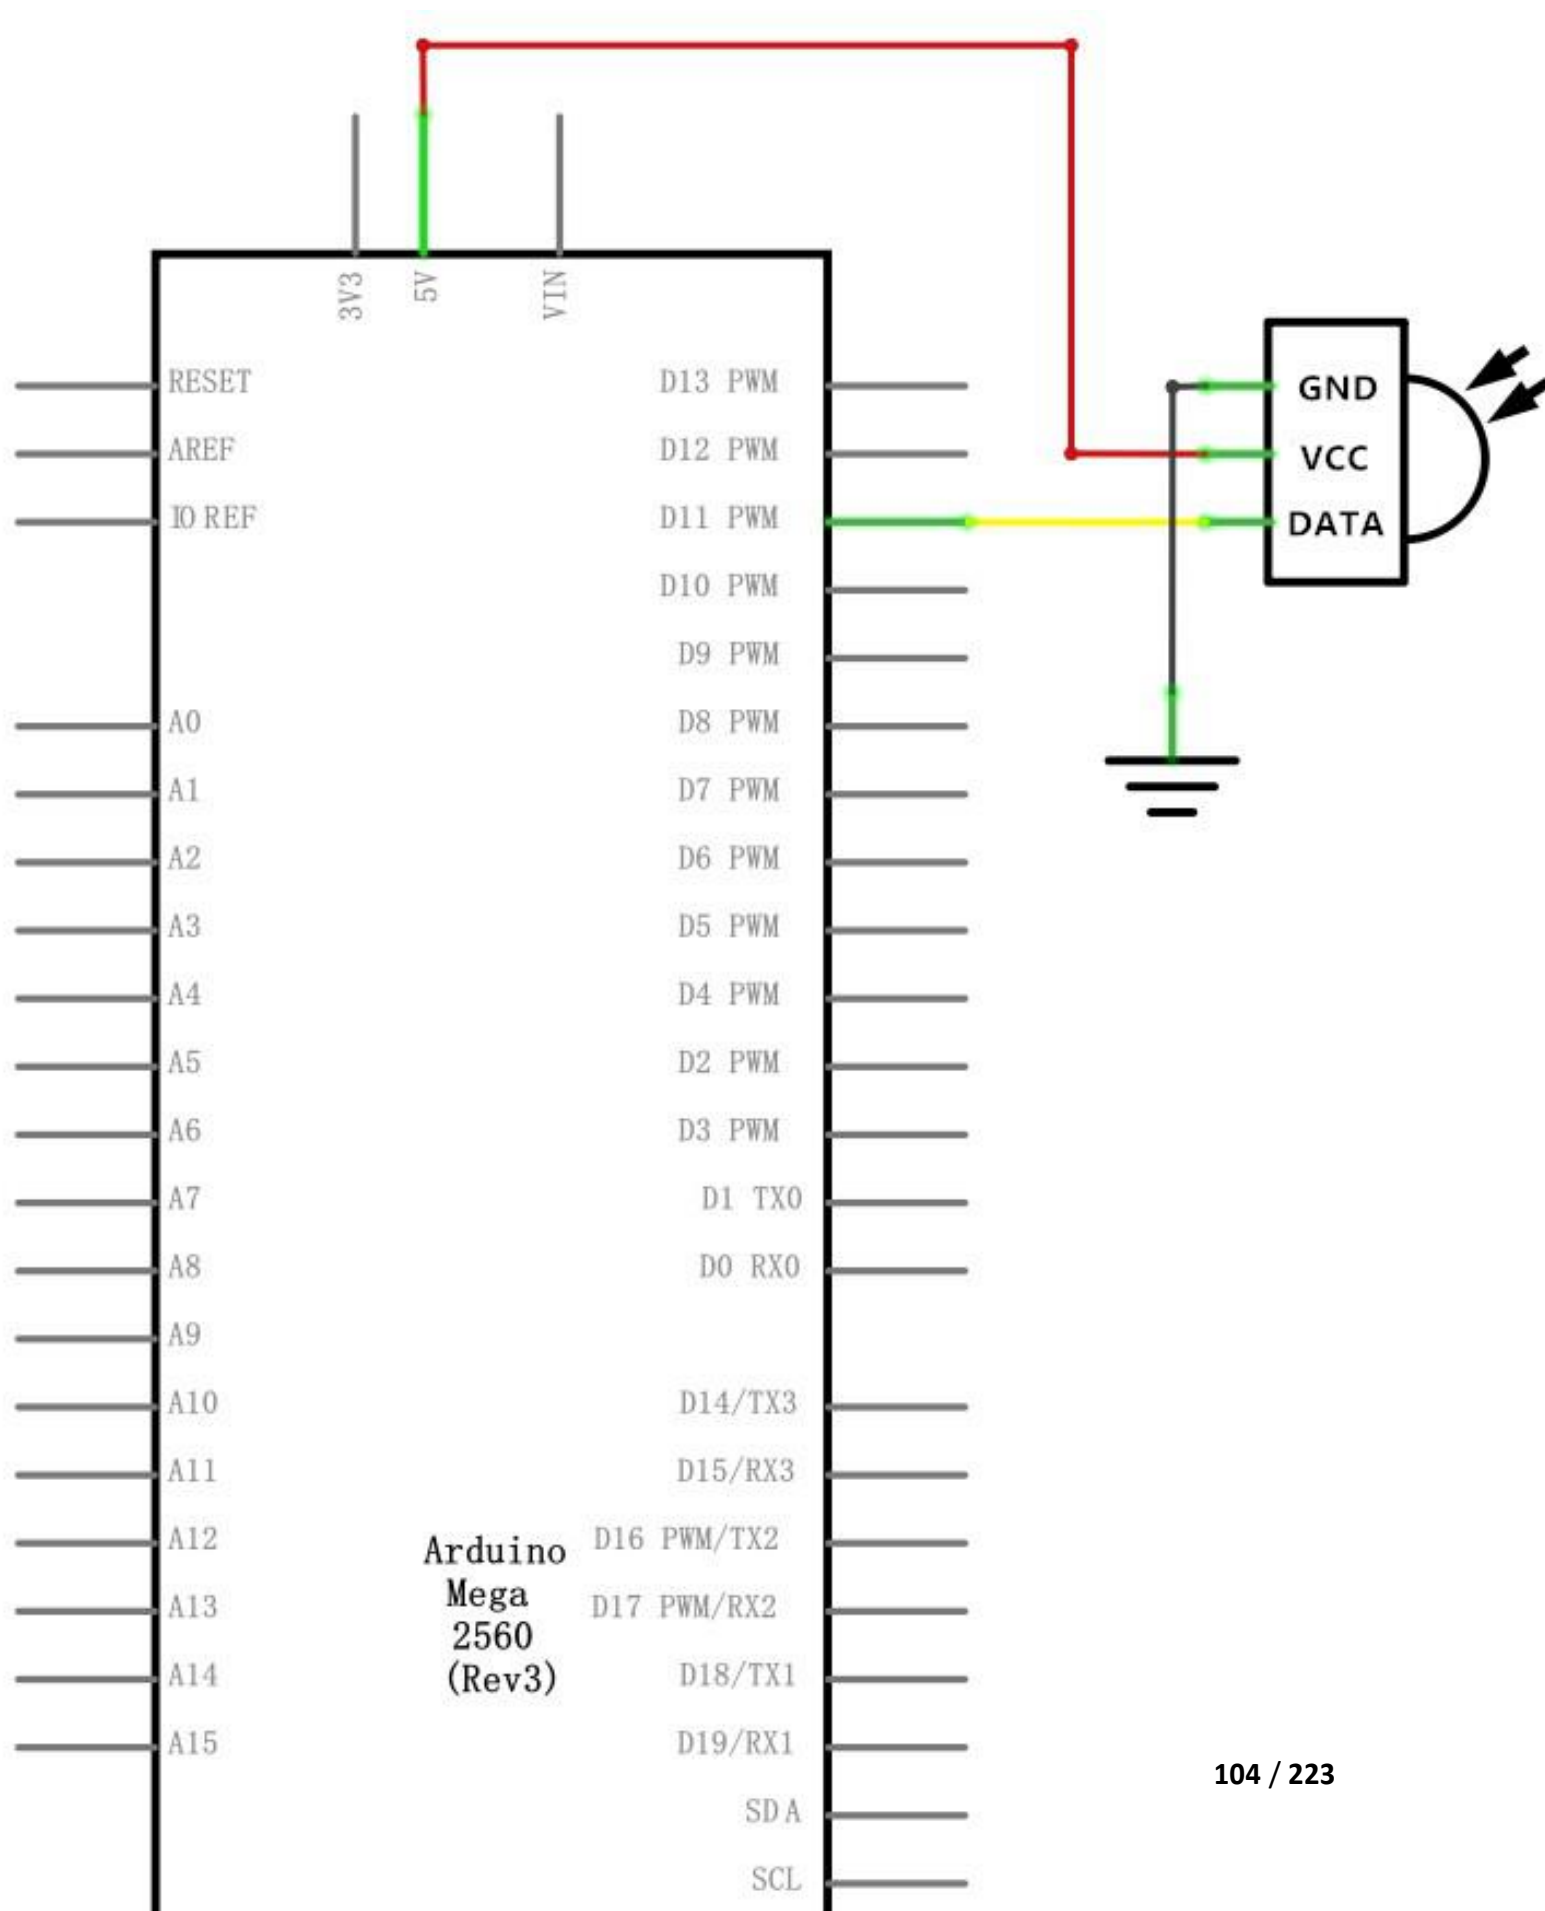 3V3
5V
VIN
RESET
AREF
IO REF
A0
A1
A2
A3
A4
A5
A6
A7
A8
A9
A10
A11
A12
A13
A14
A15
D13 PWM
D12 PWM
D11 PWM
D10 PWM
D9 PWM
D8 PWM
D7 PWM
D6 PWM
D5 PWM
D4 PWM
D2 PWM
D3 PWM
D1 TX0
D0 RX0
D14/TX3
D15/RX3
D16 PWM/TX2
D17 PWM/RX2
D18/TX1
D19/RX1
SDA
SCL
Arduino
Mega
2560
(Rev3)
GND
VCC
DATA
104 / 223